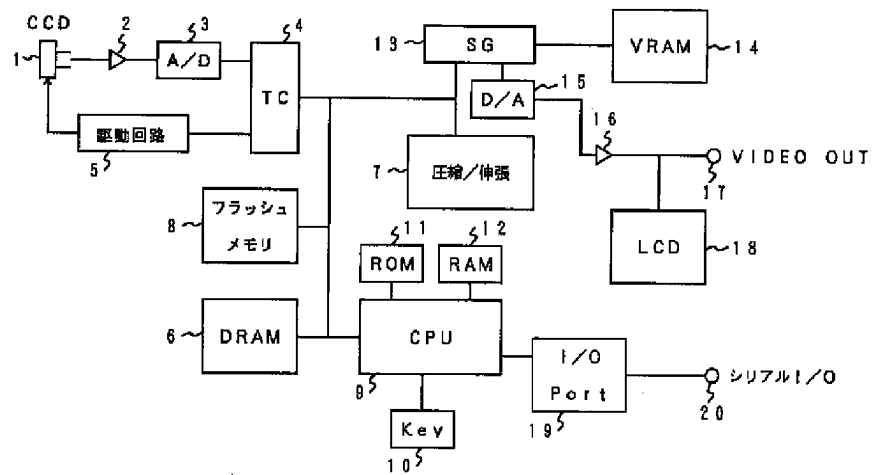 CCD
1
2
3
A/D
4
TC
駆動回路
5
13
SG
VRAM
14
D/A
15
16
VIDEO OUT
17
7
圧縮/伸張
LCD
18
8
フラッシュ
メモリ
11
ROM
12
RAM
6
DRAM
CPU
9
Key
10
I/O
Port
19
シリアルI/O
20